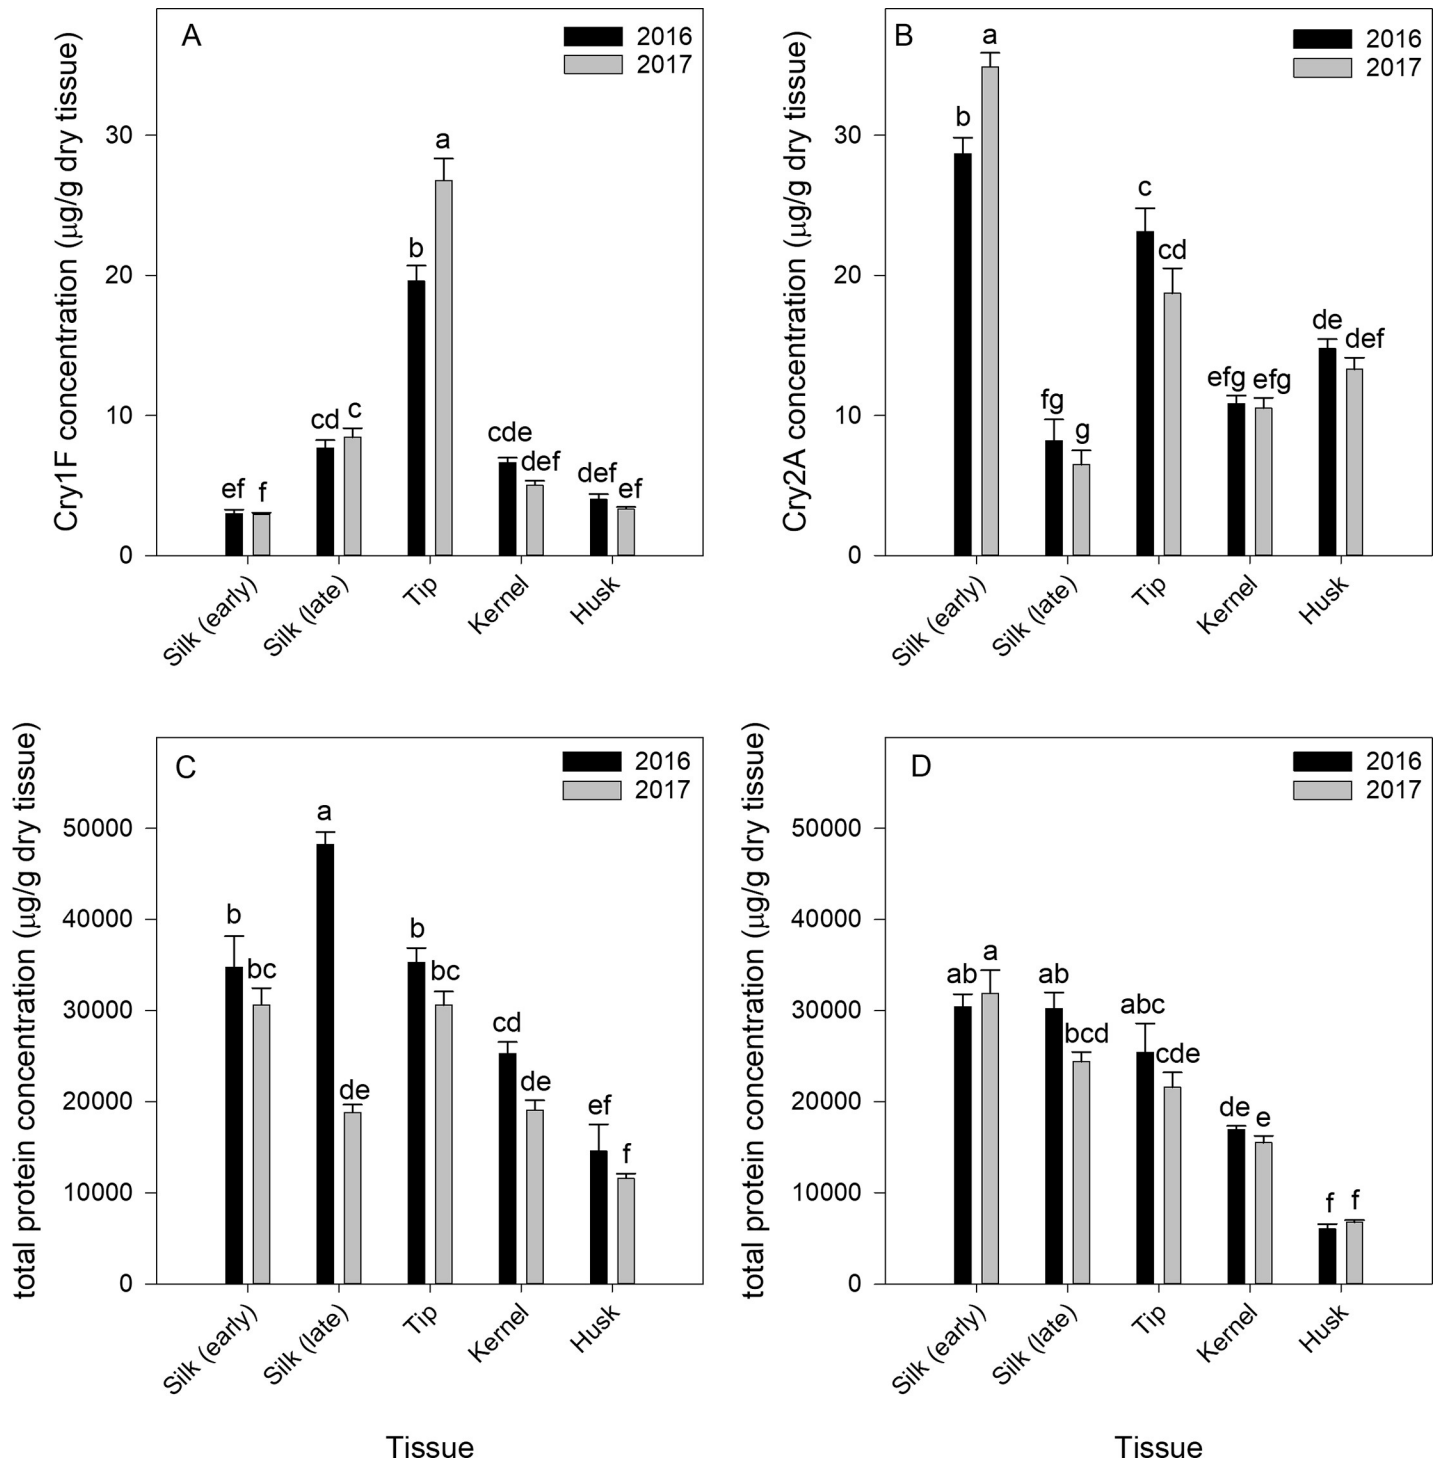 A
2016
2017
Cry1F concentration (μg/g dry tissue)
30
20
10
0
ef
f
cd
c
b
a
cde
def
def
ef
Silk (early)
Silk (late)
Tip
Kernel
Husk
B
2016
2017
Cry2A concentration (μg/g dry tissue)
30
20
10
0
b
a
fg
g
c
cd
efg
efg
de
def
Silk (early)
Silk (late)
Tip
Kernel
Husk
C
2016
2017
total protein concentration (μg/g dry tissue)
50000
40000
30000
20000
10000
0
b
bc
a
de
b
bc
cd
de
ef
f
Silk (early)
Silk (late)
Tip
Kernel
Husk
Tissue
D
2016
2017
total protein concentration (μg/g dry tissue)
50000
40000
30000
20000
10000
0
ab
a
ab
bcd
abc
cde
de
e
f
f
Silk (early)
Silk (late)
Tip
Kernel
Husk
Tissue